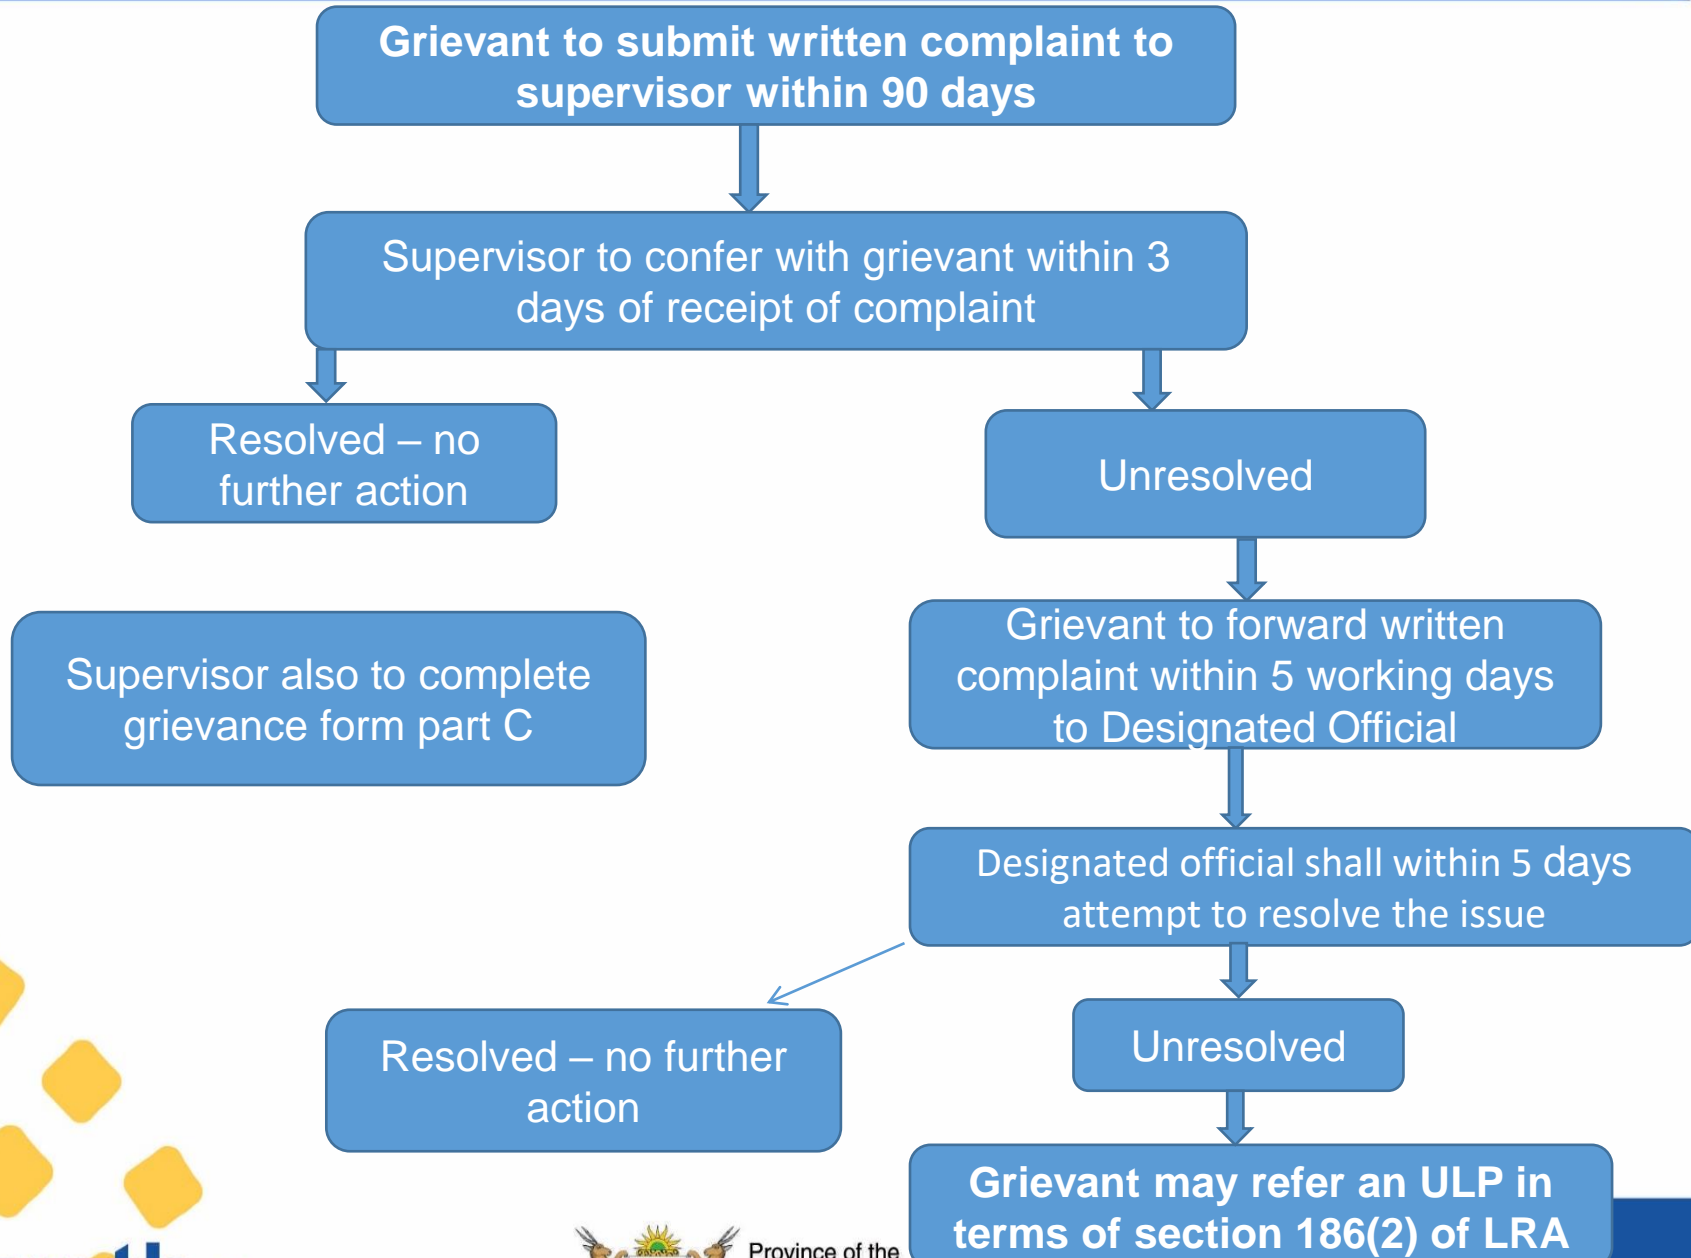 Grievant to submit written complaint to
supervisor within 90 days
Supervisor to confer with grievant within 3
days of receipt of complaint
Resolved – no
further action
Unresolved
Supervisor also to complete
grievance form part C
Grievant to forward written
complaint within 5 working days
to Designated Official
Designated official shall within 5 days
attempt to resolve the issue
Resolved – no further
action
Unresolved
Grievant may refer an ULP in
terms of section 186(2) of LRA
Province of the